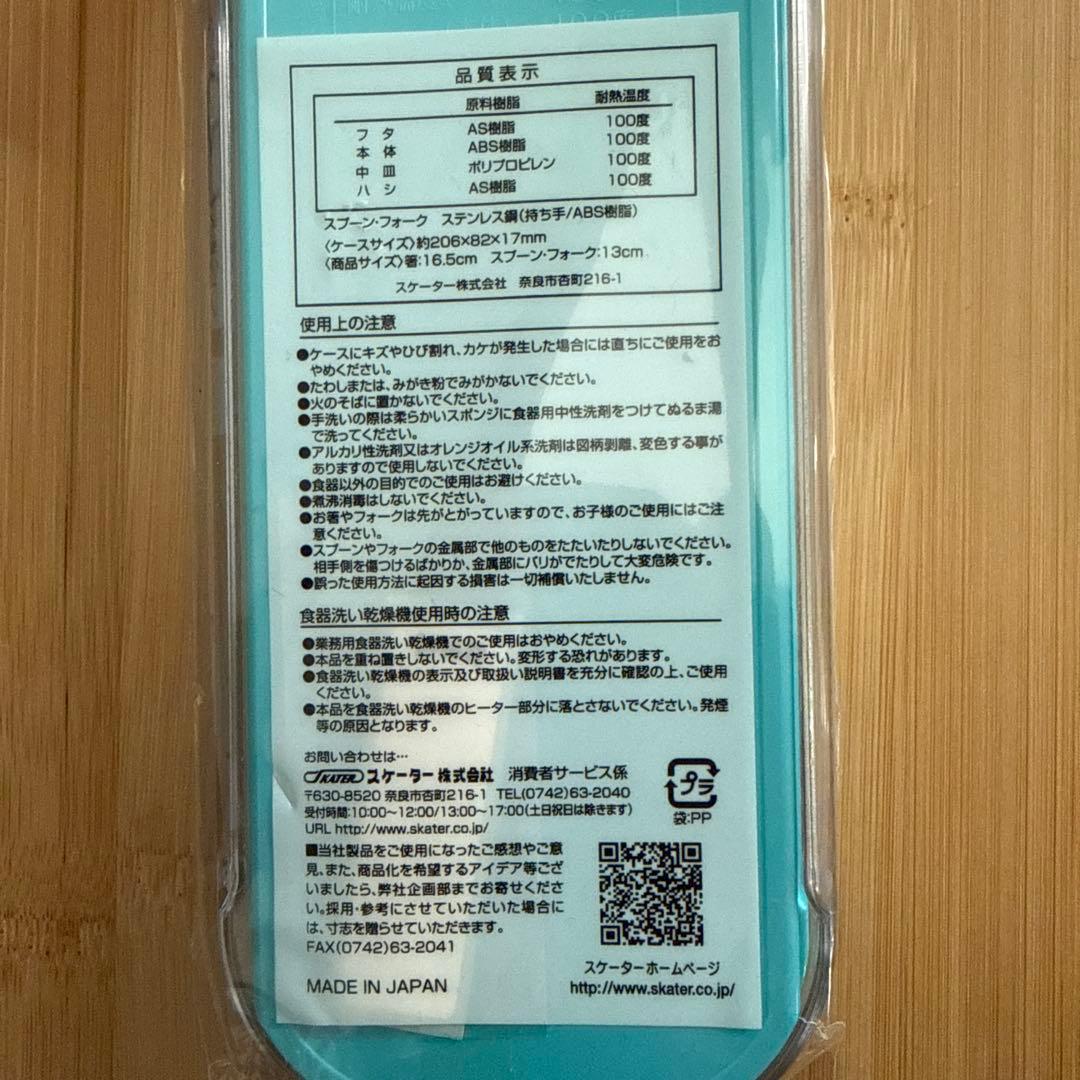 品質表示
原料樹脂 耐熱温度
フタ AS樹脂 100度
本体 ABS樹脂 100度
中皿 ポリプロピレン 100度
ハシ AS樹脂 100度
スプーン・フォーク ステンレス鋼(持ち手/ABS樹脂)
〈ケースサイズ〉約206×82×17mm
〈商品サイズ〉箸:16.5cm スプーン・フォーク:13cm
スケーター株式会社 奈良市杏町216-1
使用上の注意
●ケースにキズやひび割れ、カケが発生した場合には直ちにご使用をお
やめください。
●たわしまたは、みがき粉でみがかないでください。
●火のそばに置かないでください。
●手洗いの際は柔らかいスポンジに食器用中性洗剤をつけてぬるま湯
で洗ってください。
●アルカリ性洗剤又はオレンジオイル系洗剤は図柄剥離、変色する事が
ありますので使用しないでください。
●食器以外の目的でのご使用はお避けください。
●煮沸消毒はしないでください。
●お箸やフォークは先がとがっていますので、お子様のご使用にはご注
意ください。
●スプーンやフォークの金属部で他のものをたたいたりしないでください。
相手側を傷つけるばかりか、金属部にバリがでたりして大変危険です。
●誤った使用方法に起因する損害は一切補償いたしません。
食器洗い乾燥機使用時の注意
●業務用食器洗い乾燥機でのご使用はおやめください。
●本品を重ね置きしないでください。変形する恐れがあります。
●食器洗い乾燥機の表示及び取扱い説明書を充分に確認の上、ご使用
ください。
●本品を食器洗い乾燥機のヒーター部分に落とさないでください。発煙
等の原因となります。
お問い合わせは…
SKATER スケーター株式会社 消費者サービス係
〒630-8520 奈良市杏町216-1 TEL(0742)63-2040
受付時間:10:00〜12:00/13:00〜17:00(土日祝日は除きます)
URL http://www.skater.co.jp/
プラ
袋:PP
■当社製品をご使用になったご感想やご意
見、また、商品化を希望するアイデア等ござ
いましたら、弊社企画部までお寄せくださ
い。採用・参考にさせていただいた場合に
は、寸志を贈らせていただきます。
FAX(0742)63-2041
MADE IN JAPAN
スケーターホームページ
http://www.skater.co.jp/